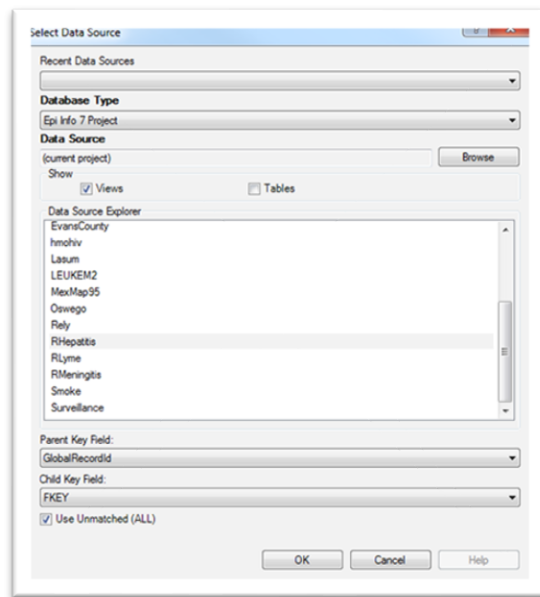 Select Data Source
Recent Data Sources
Database Type
Epi Info 7 Project
Data Source
(current project)
Browse
Show
Views
Tables
Data Source Explorer
EvansCounty
hmohiv
Lasum
LEUKEM2
MexMap95
Oswego
Rely
RHepatitis
RLyme
RMeningitis
Smoke
Surveillance
Parent Key Field:
GlobalRecordId
Child Key Field:
FKEY
Use Unmatched (ALL)
OK
Cancel
Help